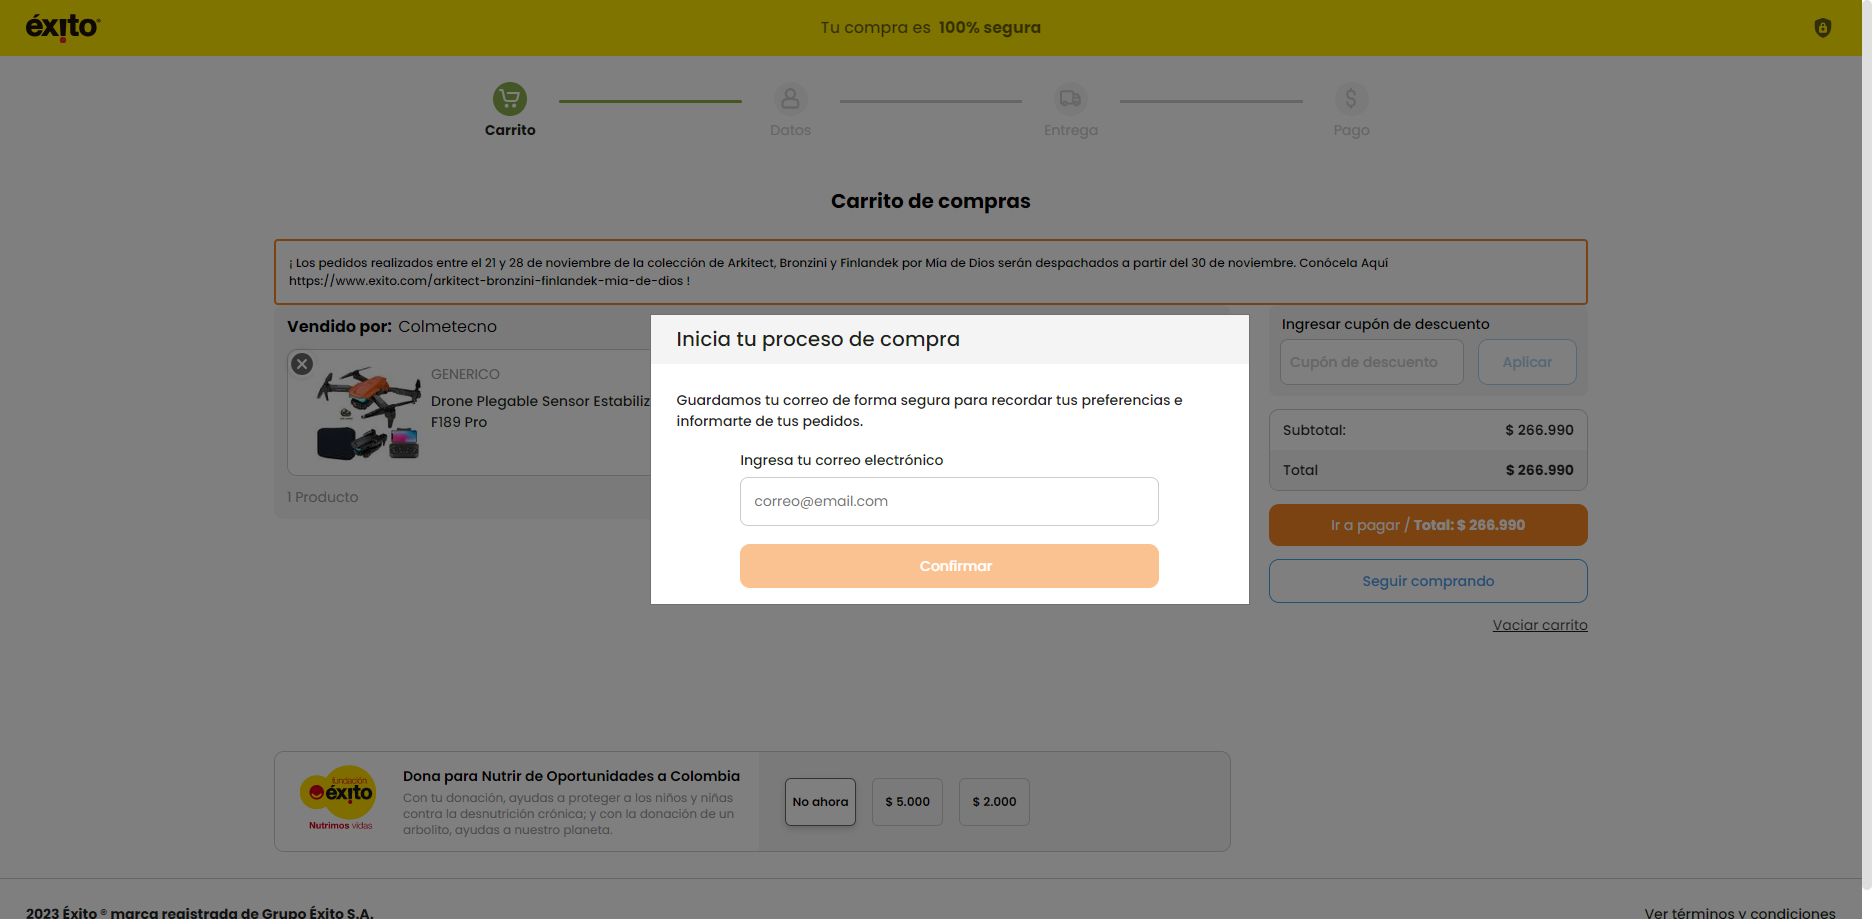 éxito
Tu compra es 100% segura
Carrito
Datos
Entrega
Pago
Carrito de compras
¡ Los pedidos realizados entre el 21 y 28 de noviembre de la colección de Arkitect, Bronzini y Finlandek por Mia de Dios serán despachados a partir del 30 de noviembre. Conócela Aquí
https://www.exito.com/arkitect-bronzini-finlandek-mia-de-dios !
Vendido por: Colmetecno
GENERICO
Drone Plegable Sensor Estabiliz
F189 Pro
1 Producto
Inicia tu proceso de compra
Guardamos tu correo de forma segura para recordar tus preferencias e
informarte de tus pedidos.
Ingresa tu correo electrónico
correo@email.com
Confirmar
Ingresar cupón de descuento
Cupón de descuento
Aplicar
Subtotal: $ 266.990
Total $ 266.990
Ir a pagar / Total: $ 266.990
Seguir comprando
Vaciar carrito
fundación
éxito
Nutrimos vidas
Dona para Nutrir de Oportunidades a Colombia
Con tu donación, ayudas a proteger a los niños y niñas
contra la desnutrición crónica; y con la donación de un
arbolito, ayudas a nuestro planeta.
No ahora
$ 5.000
$ 2.000
2023 Éxito ® marca registrada de Grupo Éxito S.A.
Ver términos y condiciones